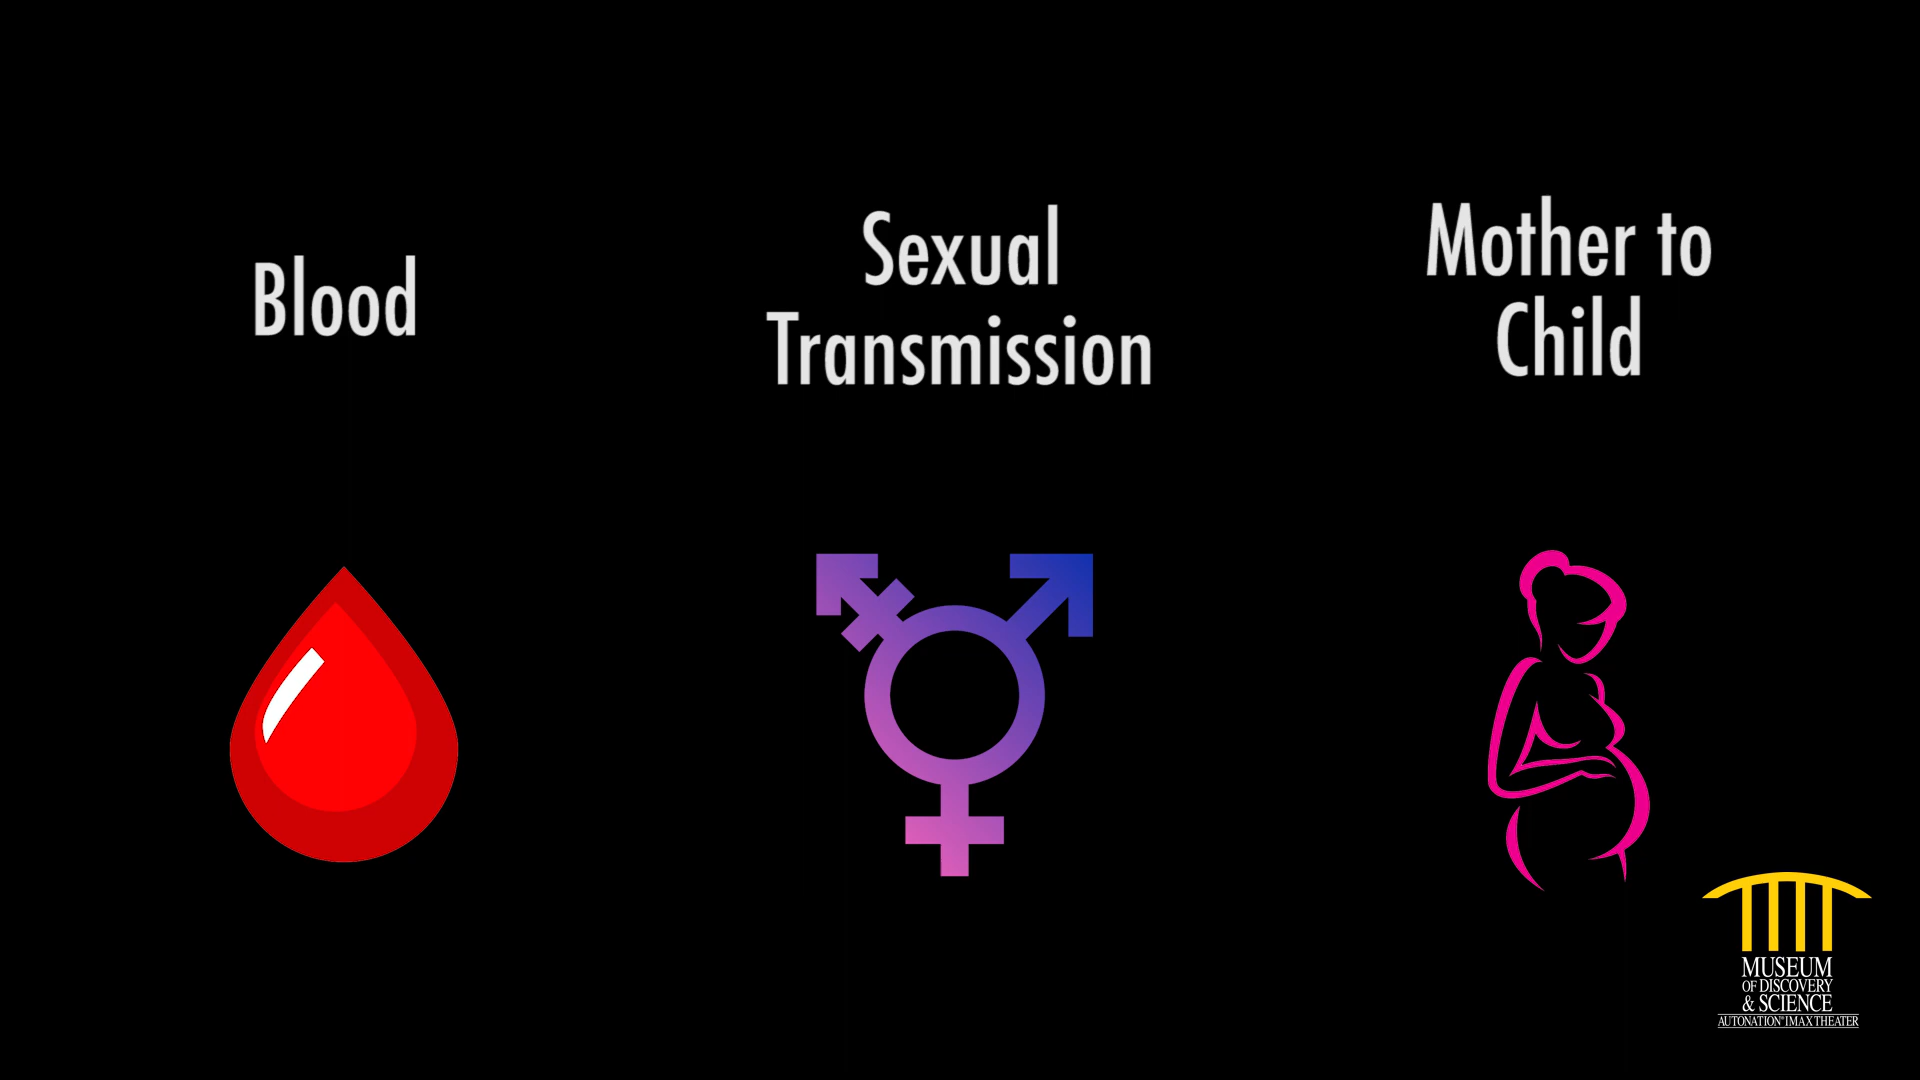 Blood
Sexual
Transmission
Mother to
Child
MUSEUM
OF DISCOVERY
& SCIENCE
AUTONATION® IMAX THEATER